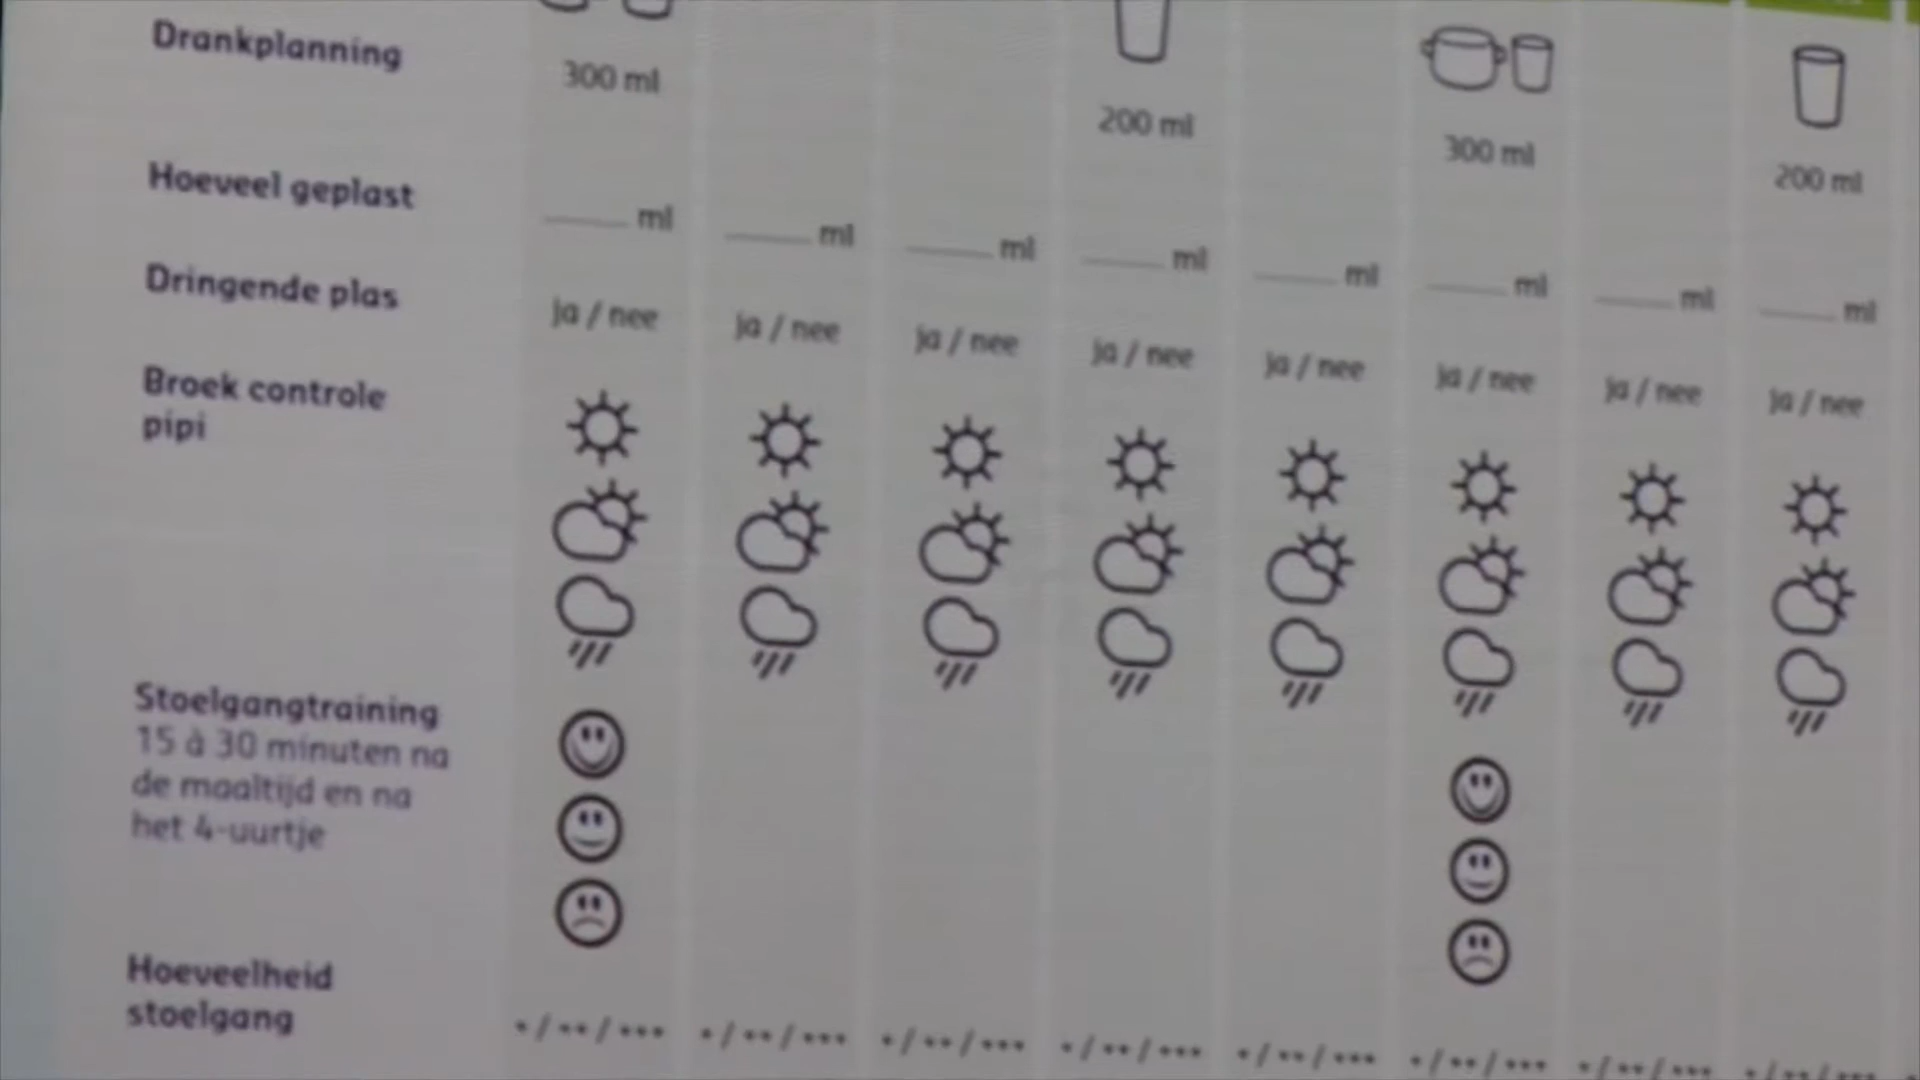 Drankplanning
300 ml
200 ml
300 ml
200 ml
Hoeveel geplast
ml ml ml ml ml ml ml ml
Dringende plas
ja / nee ja / nee ja / nee ja / nee ja / nee ja / nee ja / nee ja / nee
Broek controle
pipi
Stoelgangtraining
15 à 30 minuten na
de maaltijd en na
het 4-uurtje
Hoeveelheid
stoelgang
• / •• / ••• • / •• / ••• • / •• / ••• • / •• / ••• • / •• / ••• • / •• / ••• • / •• / ••• • / •• / •••